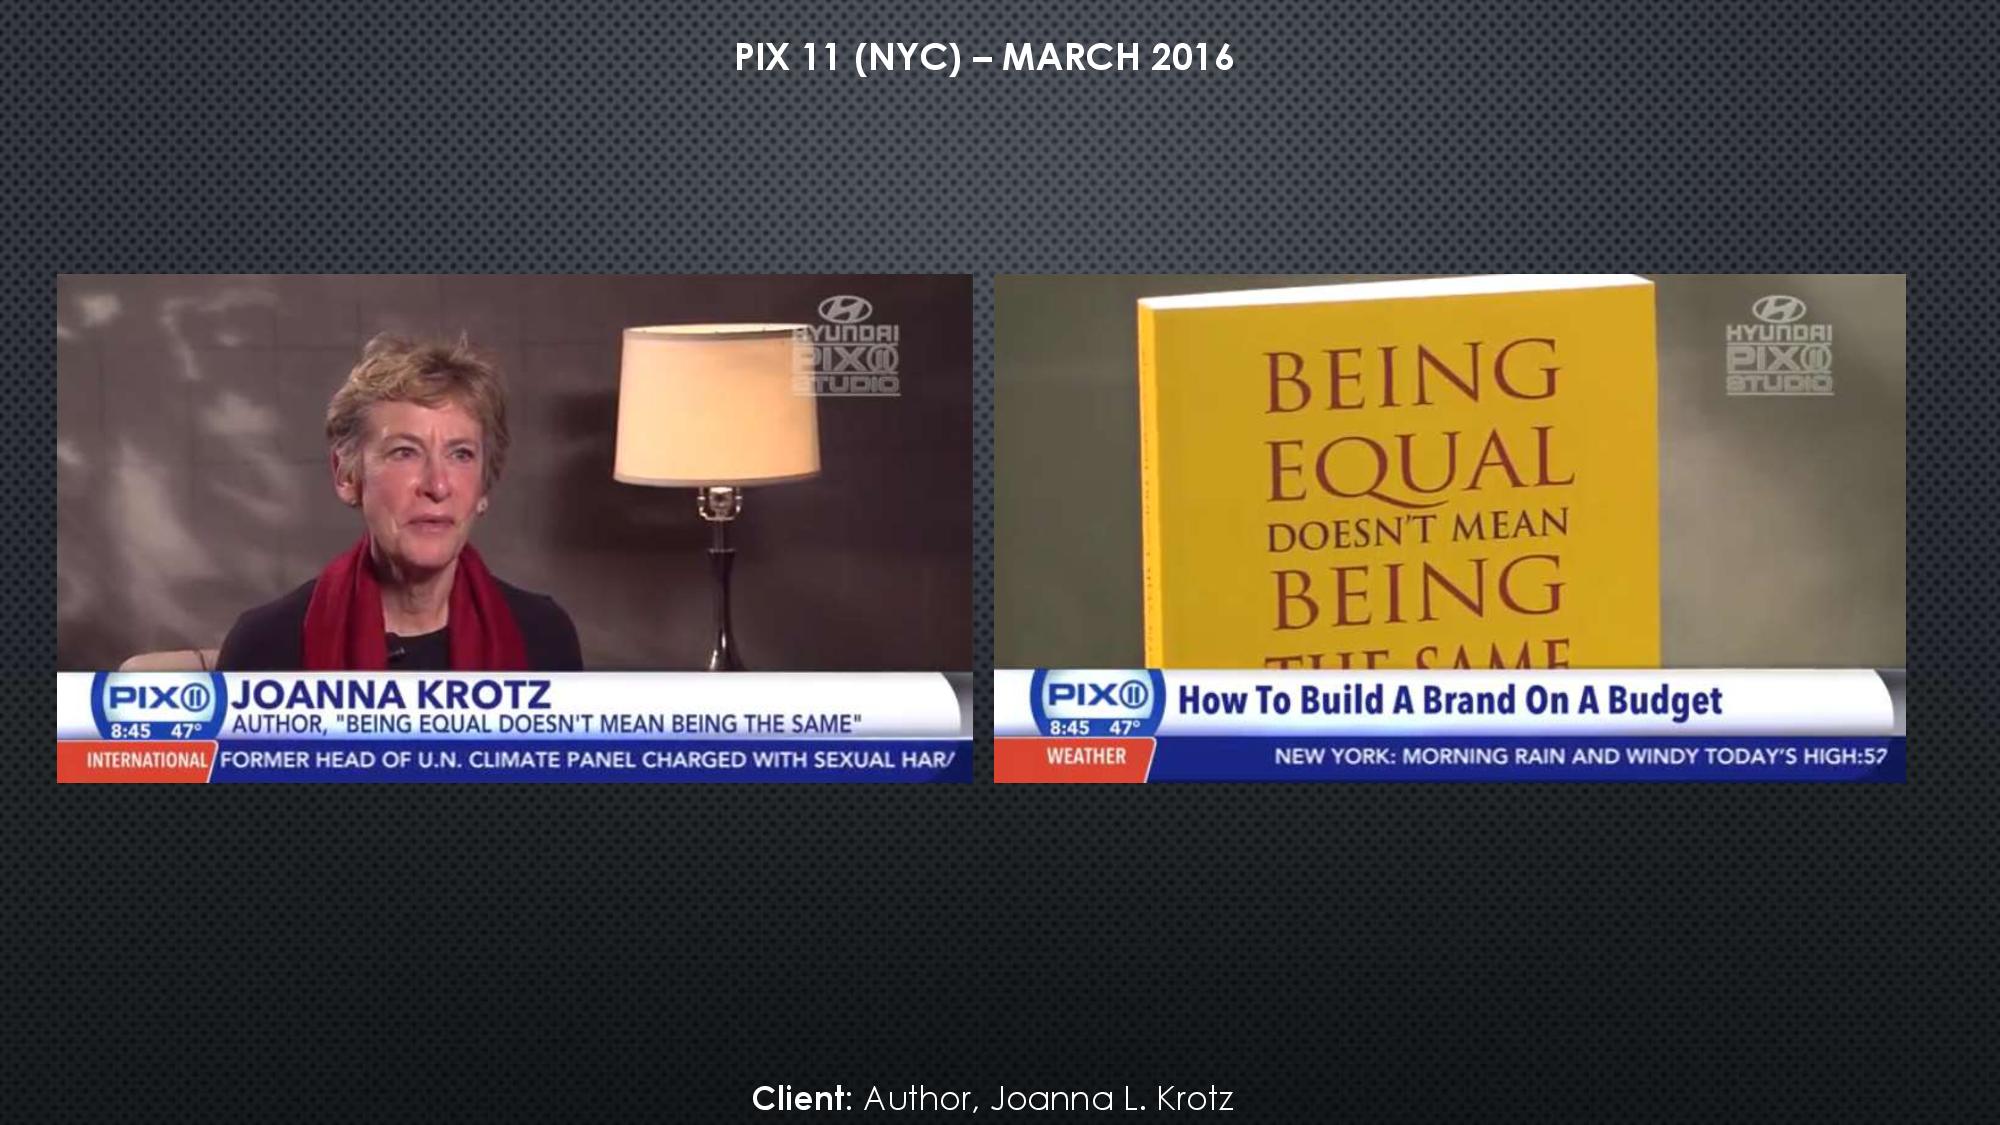 PIX 11 (NYC) – MARCH 2016
HYUNDAI
PIX11
STUDIO
PIX11
8:45 47°
JOANNA KROTZ
AUTHOR, "BEING EQUAL DOESN'T MEAN BEING THE SAME"
INTERNATIONAL FORMER HEAD OF U.N. CLIMATE PANEL CHARGED WITH SEXUAL
BEING
EQUAL
DOESN'T MEAN
BEING
THE SAME
HYUNDAI
PIX11
STUDIO
PIX11
8:45 47°
How To Build A Brand On A Budget
WEATHER NEW YORK: MORNING RAIN AND WINDY TODAY'S HIGH:57
Client: Author, Joanna L. Krotz